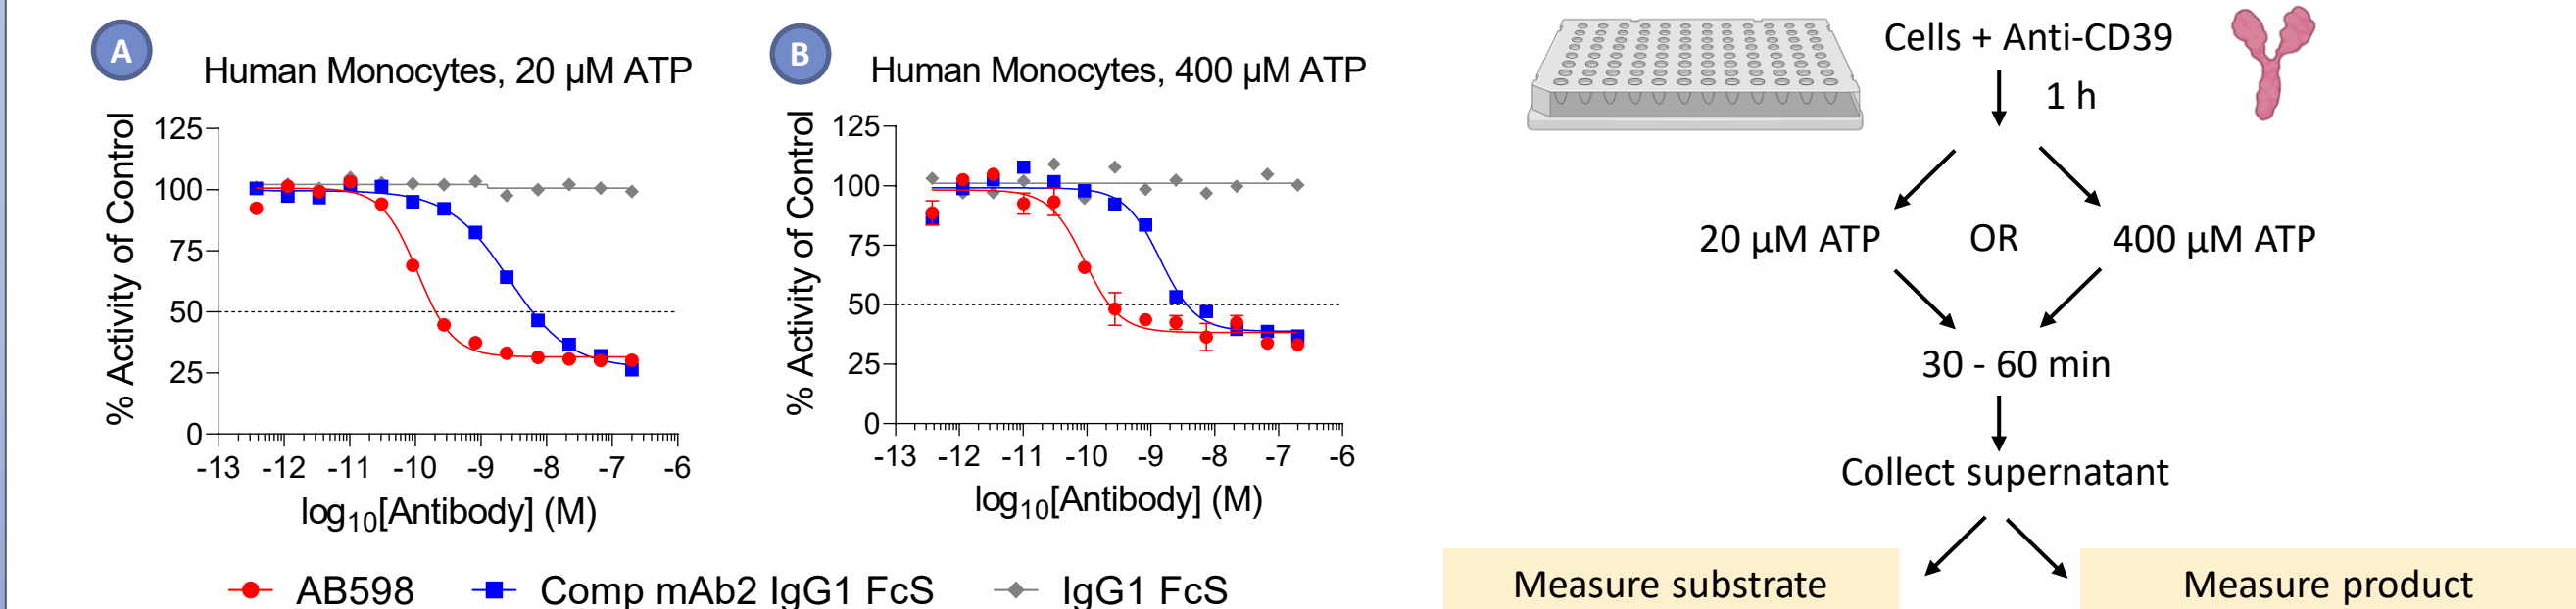 A
Human Monocytes, 20 µM ATP
% Activity of Control
125
100
75
50
25
0
-13 -12 -11 -10 -9 -8 -7 -6
log10[Antibody] (M)
B
Human Monocytes, 400 µM ATP
% Activity of Control
125
100
75
50
25
0
-13 -12 -11 -10 -9 -8 -7 -6
log10[Antibody] (M)
AB598 Comp mAb2 IgG1 FcS IgG1 FcS
Cells + Anti-CD39
1 h
20 µM ATP OR 400 µM ATP
30 - 60 min
Collect supernatant
Measure substrate Measure product